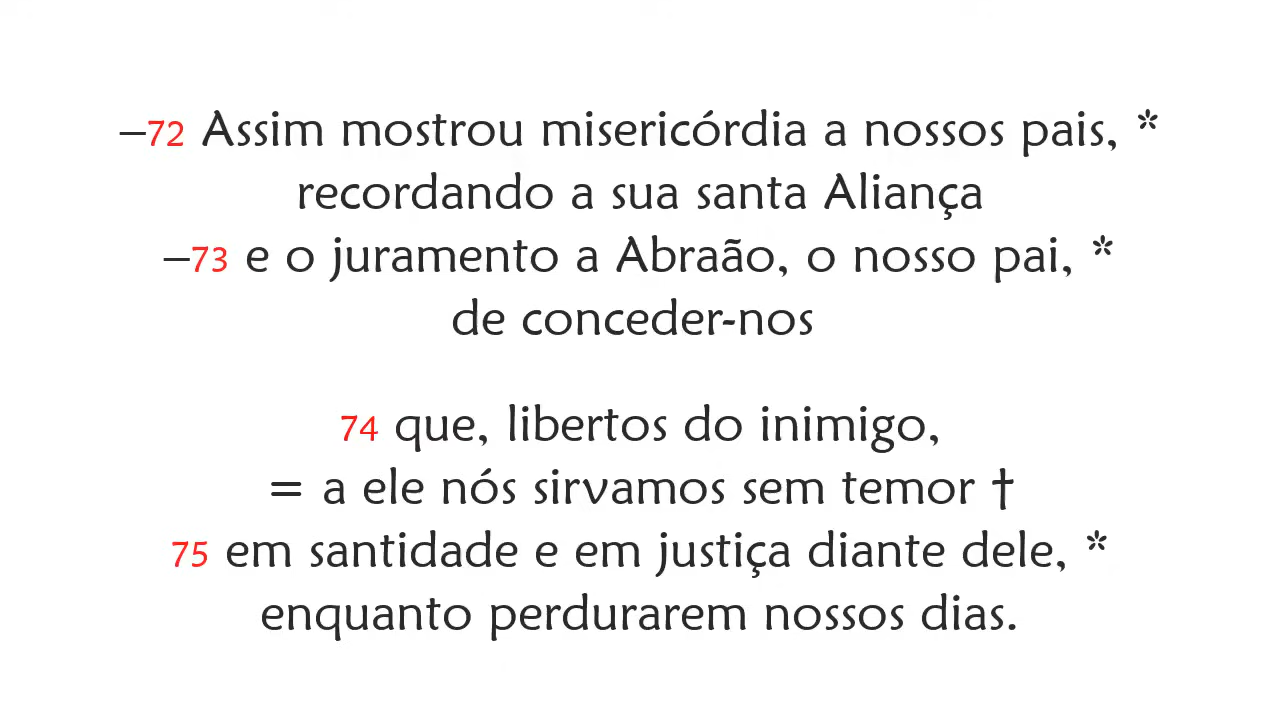 –72 Assim mostrou misericórdia a nossos pais, *
recordando a sua santa Aliança
–73 e o juramento a Abraão, o nosso pai, *
de conceder-nos
74 que, libertos do inimigo,
= a ele nós sirvamos sem temor †
75 em santidade e em justiça diante dele, *
enquanto perdurarem nossos dias.